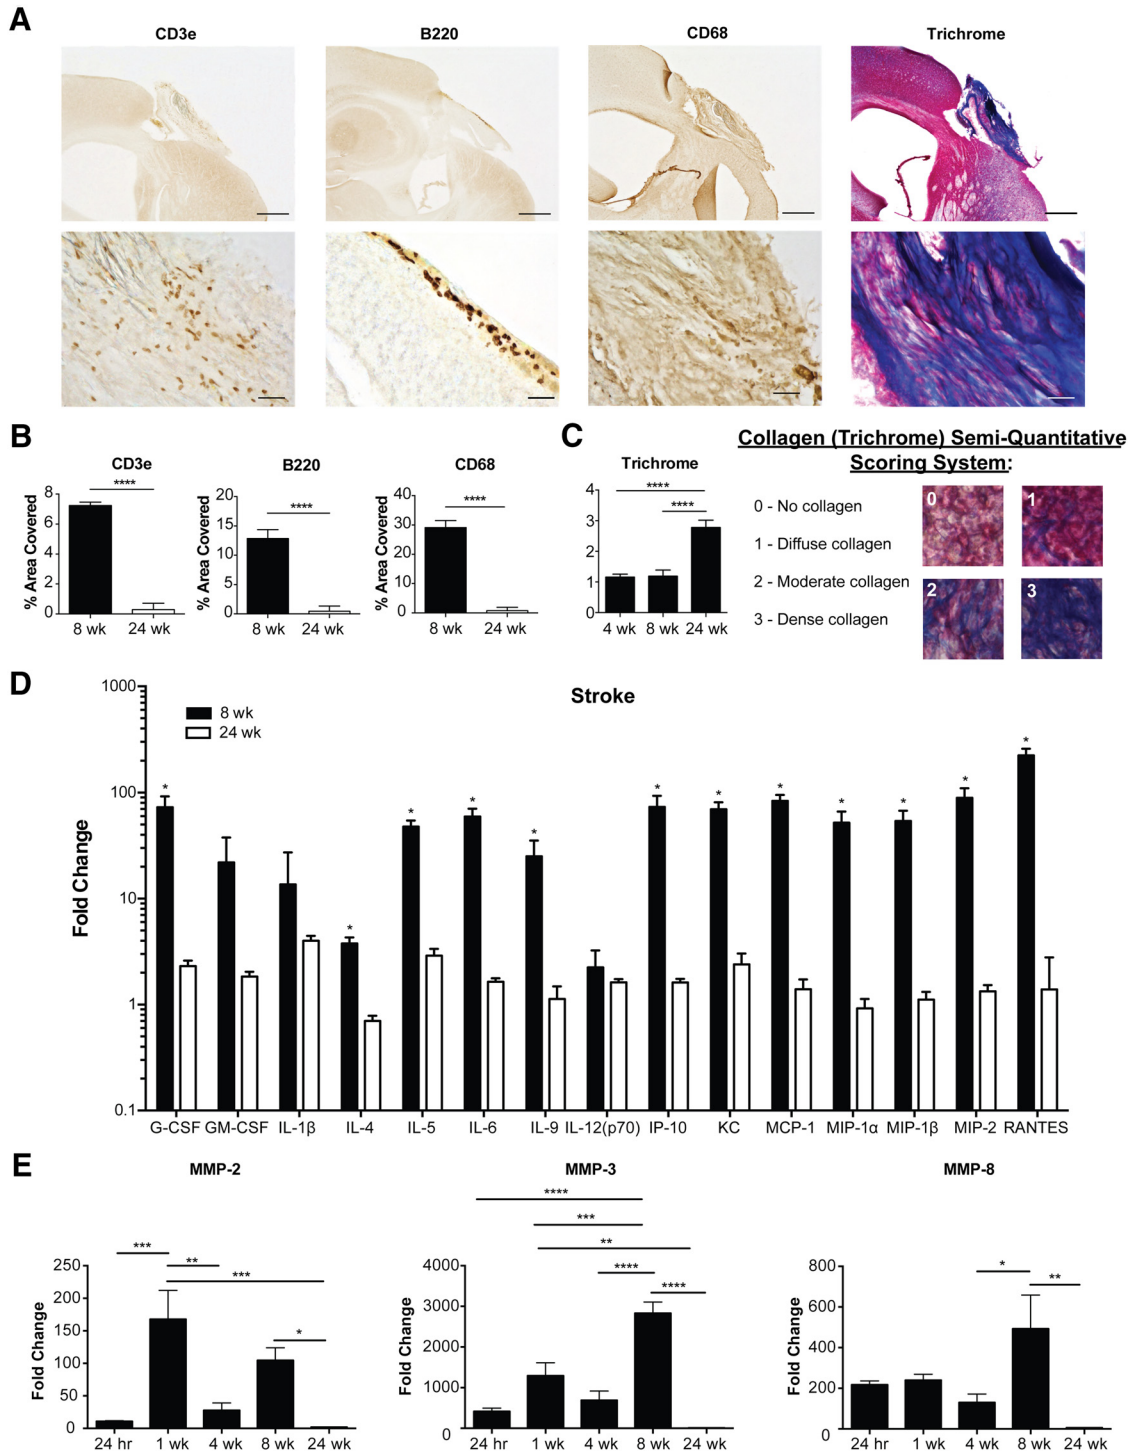 A
CD3e
B220
CD68
Trichrome
B
CD3e
B220
CD68
% Area Covered
8
6
4
2
0
****
8 wk
24 wk
% Area Covered
20
15
10
5
0
****
8 wk
24 wk
% Area Covered
40
30
20
10
0
****
8 wk
24 wk
C
Trichrome
4
3
2
1
0
****
****
4 wk
8 wk
24 wk
Collagen (Trichrome) Semi-Quantitative
Scoring System:
0 - No collagen
1 - Diffuse collagen
2 - Moderate collagen
3 - Dense collagen
0
1
2
3
D
Stroke
8 wk
24 wk
Fold Change
1000
100
10
1
0.1
*
*
*
*
*
*
*
*
*
*
*
*
G-CSF
GM-CSF
IL-1β
IL-4
IL-5
IL-6
IL-9
IL-12(p70)
IP-10
KC
MCP-1
MIP-1α
MIP-1β
MIP-2
RANTES
E
MMP-2
Fold Change
250
200
150
100
50
0
***
**
***
*
24 hr
1 wk
4 wk
8 wk
24 wk
MMP-3
Fold Change
4000
3000
2000
1000
0
****
***
**
****
****
24 hr
1 wk
4 wk
8 wk
24 wk
MMP-8
Fold Change
800
600
400
200
0
*
**
24 hr
1 wk
4 wk
8 wk
24 wk